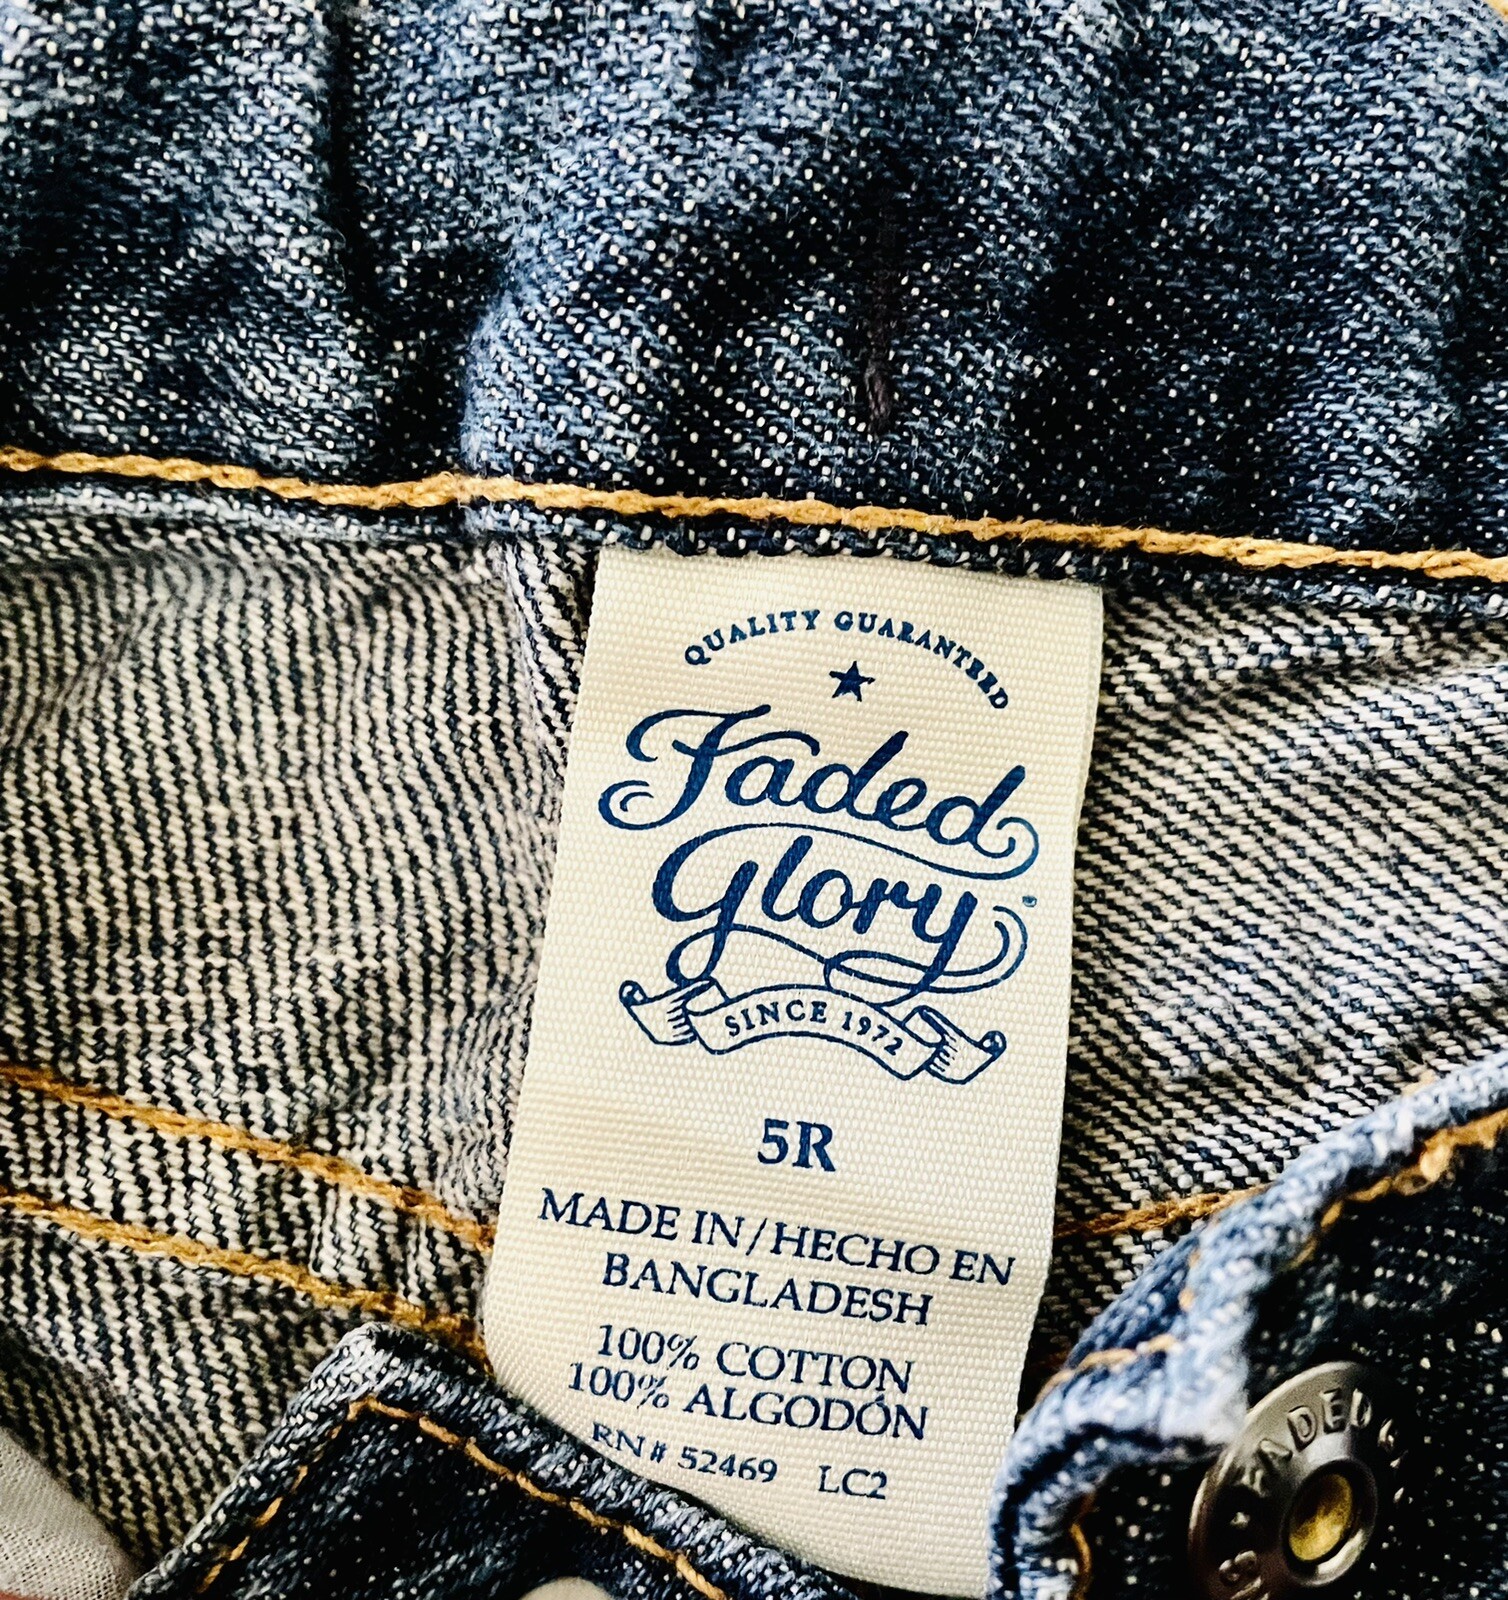 QUALITY GUARANTEED
Faded
Glory
SINCE 1972
5R
MADE IN/HECHO EN
BANGLADESH
100% COTTON
100% ALGODÓN
RN# 52469 LC2
FADED